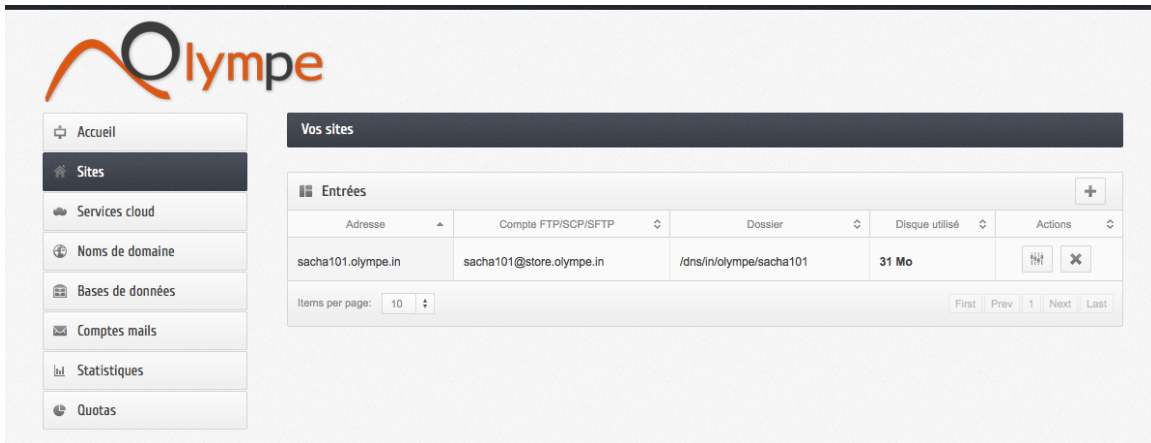 Olympe
Accueil
Sites
Services cloud
Noms de domaine
Bases de données
Comptes mails
Statistiques
Quotas
Vos sites
Entrées
Adresse Compte FTP/SCP/SFTP Dossier Disque utilisé Actions
sacha101.olympe.in sacha101@store.olympe.in /dns/in/olympe/sacha101 31 Mo
Items per page: 10 First Prev 1 Next Last